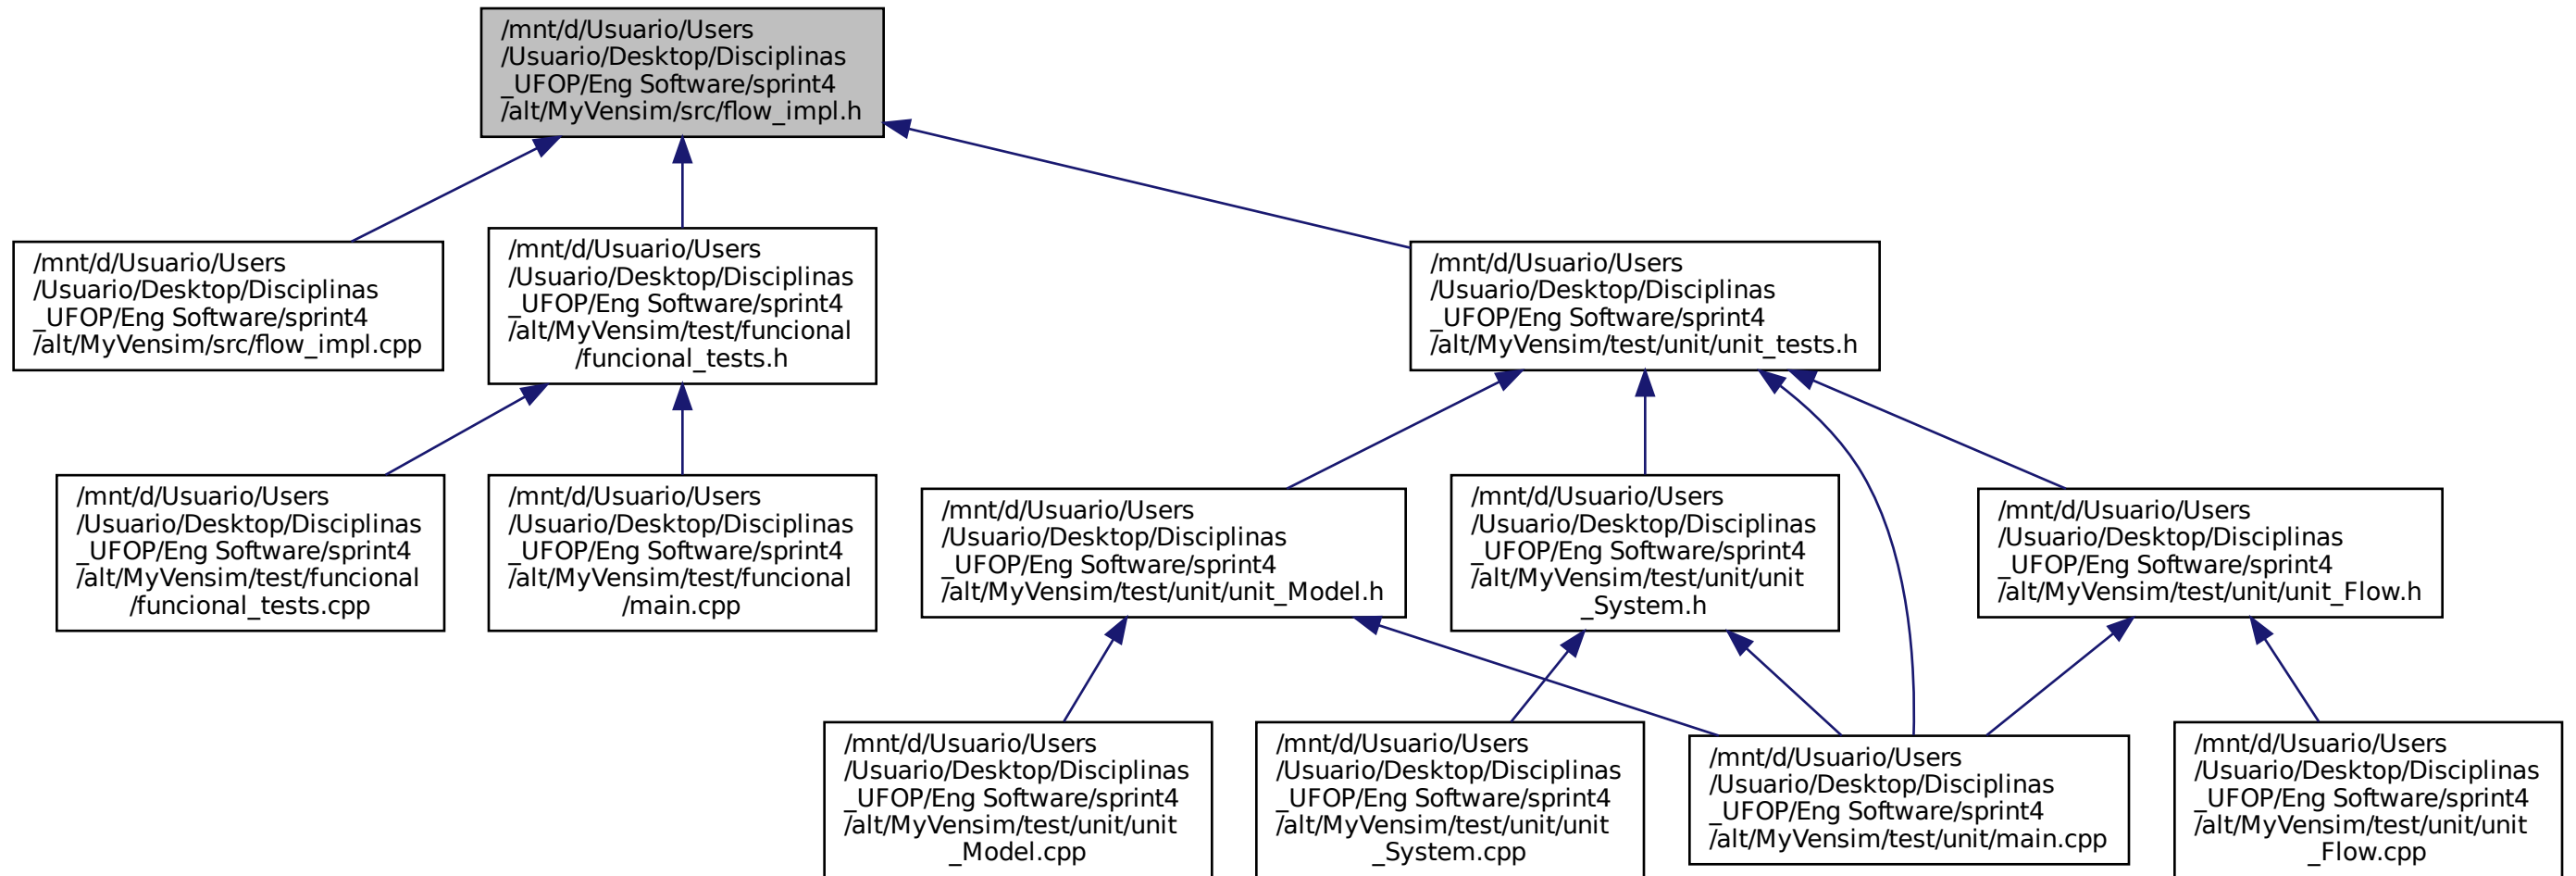 /mnt/d/Usuario/Users
/Usuario/Desktop/Disciplinas
_UFOP/Eng Software/sprint4
/alt/MyVensim/src/flow_impl.h
/mnt/d/Usuario/Users
/Usuario/Desktop/Disciplinas
_UFOP/Eng Software/sprint4
/alt/MyVensim/src/flow_impl.cpp
/mnt/d/Usuario/Users
/Usuario/Desktop/Disciplinas
_UFOP/Eng Software/sprint4
/alt/MyVensim/test/funcional
/funcional_tests.h
/mnt/d/Usuario/Users
/Usuario/Desktop/Disciplinas
_UFOP/Eng Software/sprint4
/alt/MyVensim/test/unit/unit_tests.h
/mnt/d/Usuario/Users
/Usuario/Desktop/Disciplinas
_UFOP/Eng Software/sprint4
/alt/MyVensim/test/funcional
/funcional_tests.cpp
/mnt/d/Usuario/Users
/Usuario/Desktop/Disciplinas
_UFOP/Eng Software/sprint4
/alt/MyVensim/test/funcional
/main.cpp
/mnt/d/Usuario/Users
/Usuario/Desktop/Disciplinas
_UFOP/Eng Software/sprint4
/alt/MyVensim/test/unit/unit_Model.h
/mnt/d/Usuario/Users
/Usuario/Desktop/Disciplinas
_UFOP/Eng Software/sprint4
/alt/MyVensim/test/unit/unit
_System.h
/mnt/d/Usuario/Users
/Usuario/Desktop/Disciplinas
_UFOP/Eng Software/sprint4
/alt/MyVensim/test/unit/unit_Flow.h
/mnt/d/Usuario/Users
/Usuario/Desktop/Disciplinas
_UFOP/Eng Software/sprint4
/alt/MyVensim/test/unit/unit
_Model.cpp
/mnt/d/Usuario/Users
/Usuario/Desktop/Disciplinas
_UFOP/Eng Software/sprint4
/alt/MyVensim/test/unit/unit
_System.cpp
/mnt/d/Usuario/Users
/Usuario/Desktop/Disciplinas
_UFOP/Eng Software/sprint4
/alt/MyVensim/test/unit/main.cpp
/mnt/d/Usuario/Users
/Usuario/Desktop/Disciplinas
_UFOP/Eng Software/sprint4
/alt/MyVensim/test/unit/unit
_Flow.cpp